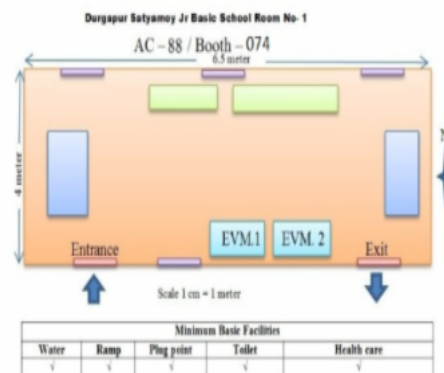 Durgapur Satyamoy Jr Basic School Room No- 1
AC – 88 / Booth – 074
6.5 meter
4 meter
N
EVM.1 EVM. 2
Entrance Exit
Scale 1 cm = 1 meter
Minimum Basic Facilities
Water Ramp Plug point Toilet Health care
√ √ √ √ √